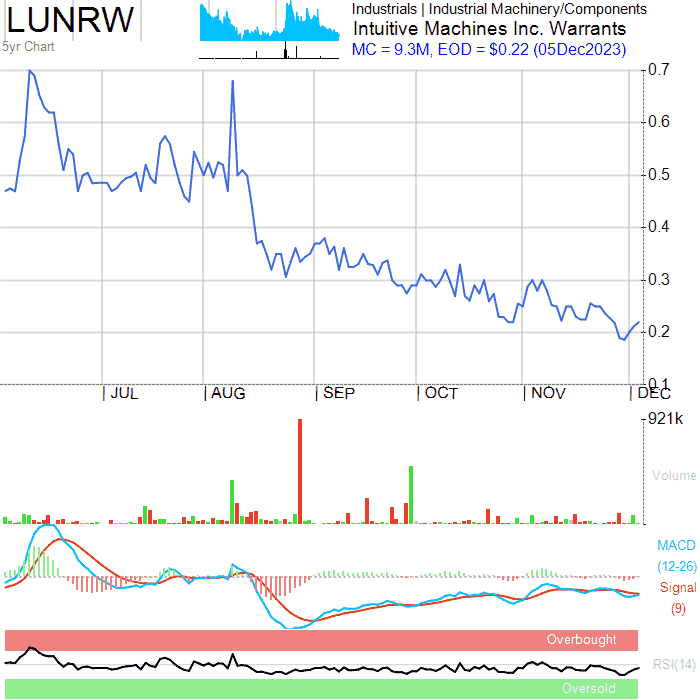 LUNRW
5yr Chart
Industrials | Industrial Machinery/Components
Intuitive Machines Inc. Warrants
MC = 9.3M, EOD = $0.22 (05Dec2023)
0.7
0.6
0.5
0.4
0.3
0.2
0.1
| JUL | AUG | SEP | OCT | NOV | DEC
921k
Volume
MACD
(12-26)
Signal
(9)
Overbought
RSI(14)
Oversold